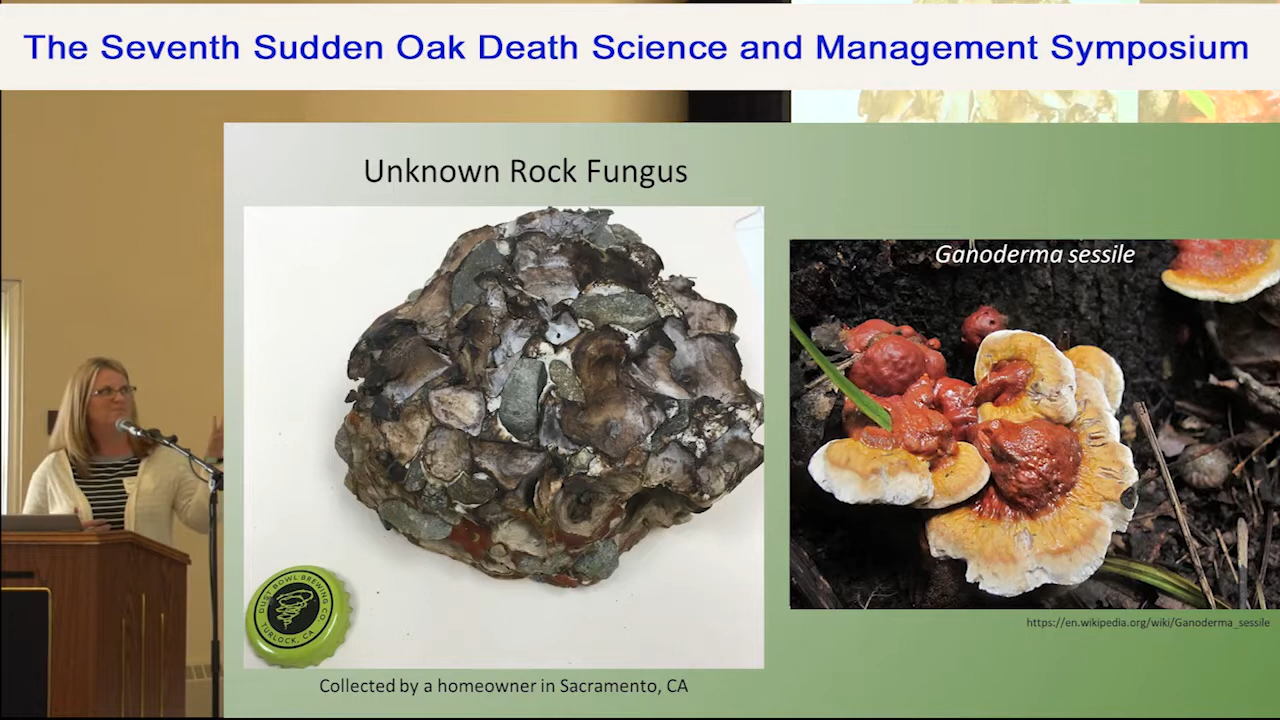 The Seventh Sudden Oak Death Science and Management Symposium
Unknown Rock Fungus
Ganoderma sessile
DUST BOWL BREWING CO.
TURLOCK, CA
https://en.wikipedia.org/wiki/Ganoderma_sessile
Collected by a homeowner in Sacramento, CA